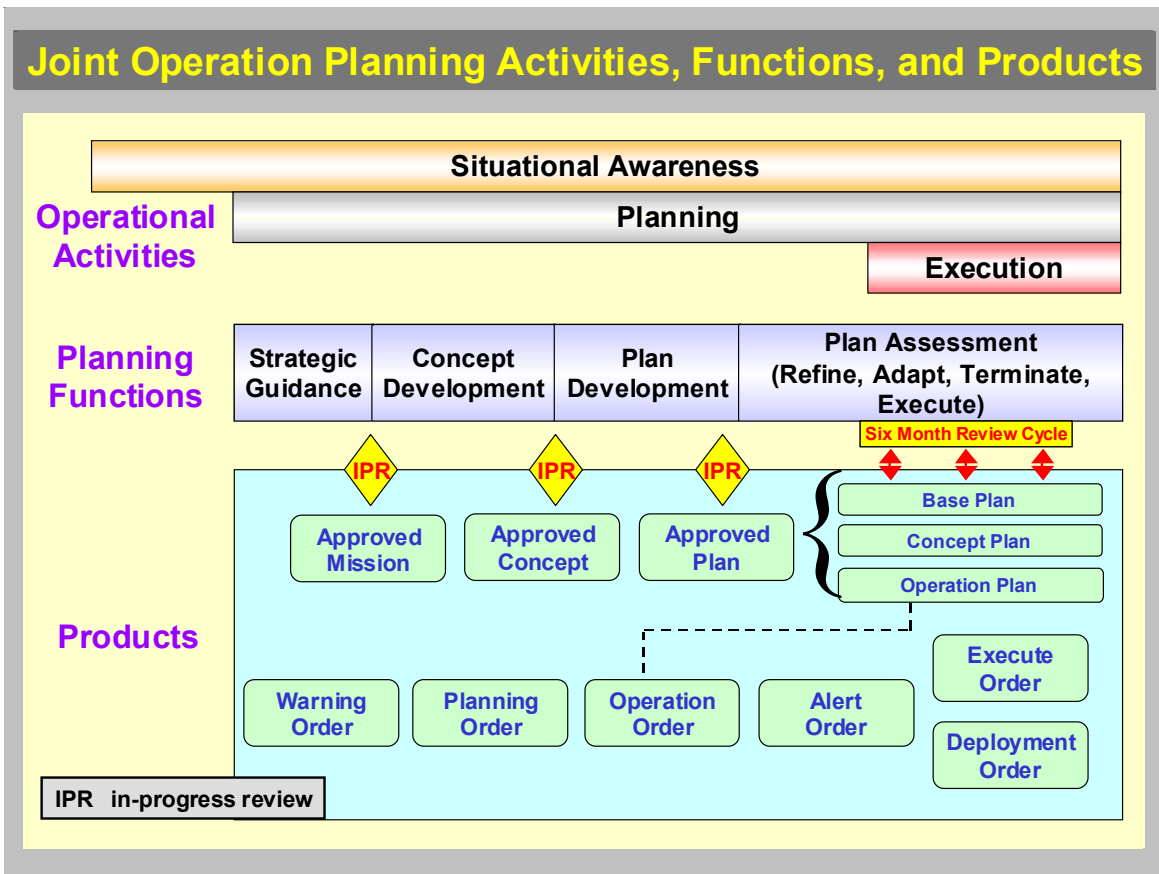 Joint Operation Planning Activities, Functions, and Products
Situational Awareness
Operational
Activities
Planning
Execution
Planning
Functions
Strategic
Guidance
Concept
Development
Plan
Development
Plan Assessment
(Refine, Adapt, Terminate,
Execute)
Six Month Review Cycle
IPR
IPR
IPR
Products
Approved
Mission
Approved
Concept
Approved
Plan
Base Plan
Concept Plan
Operation Plan
Warning
Order
Planning
Order
Operation
Order
Alert
Order
Execute
Order
Deployment
Order
IPR in-progress review